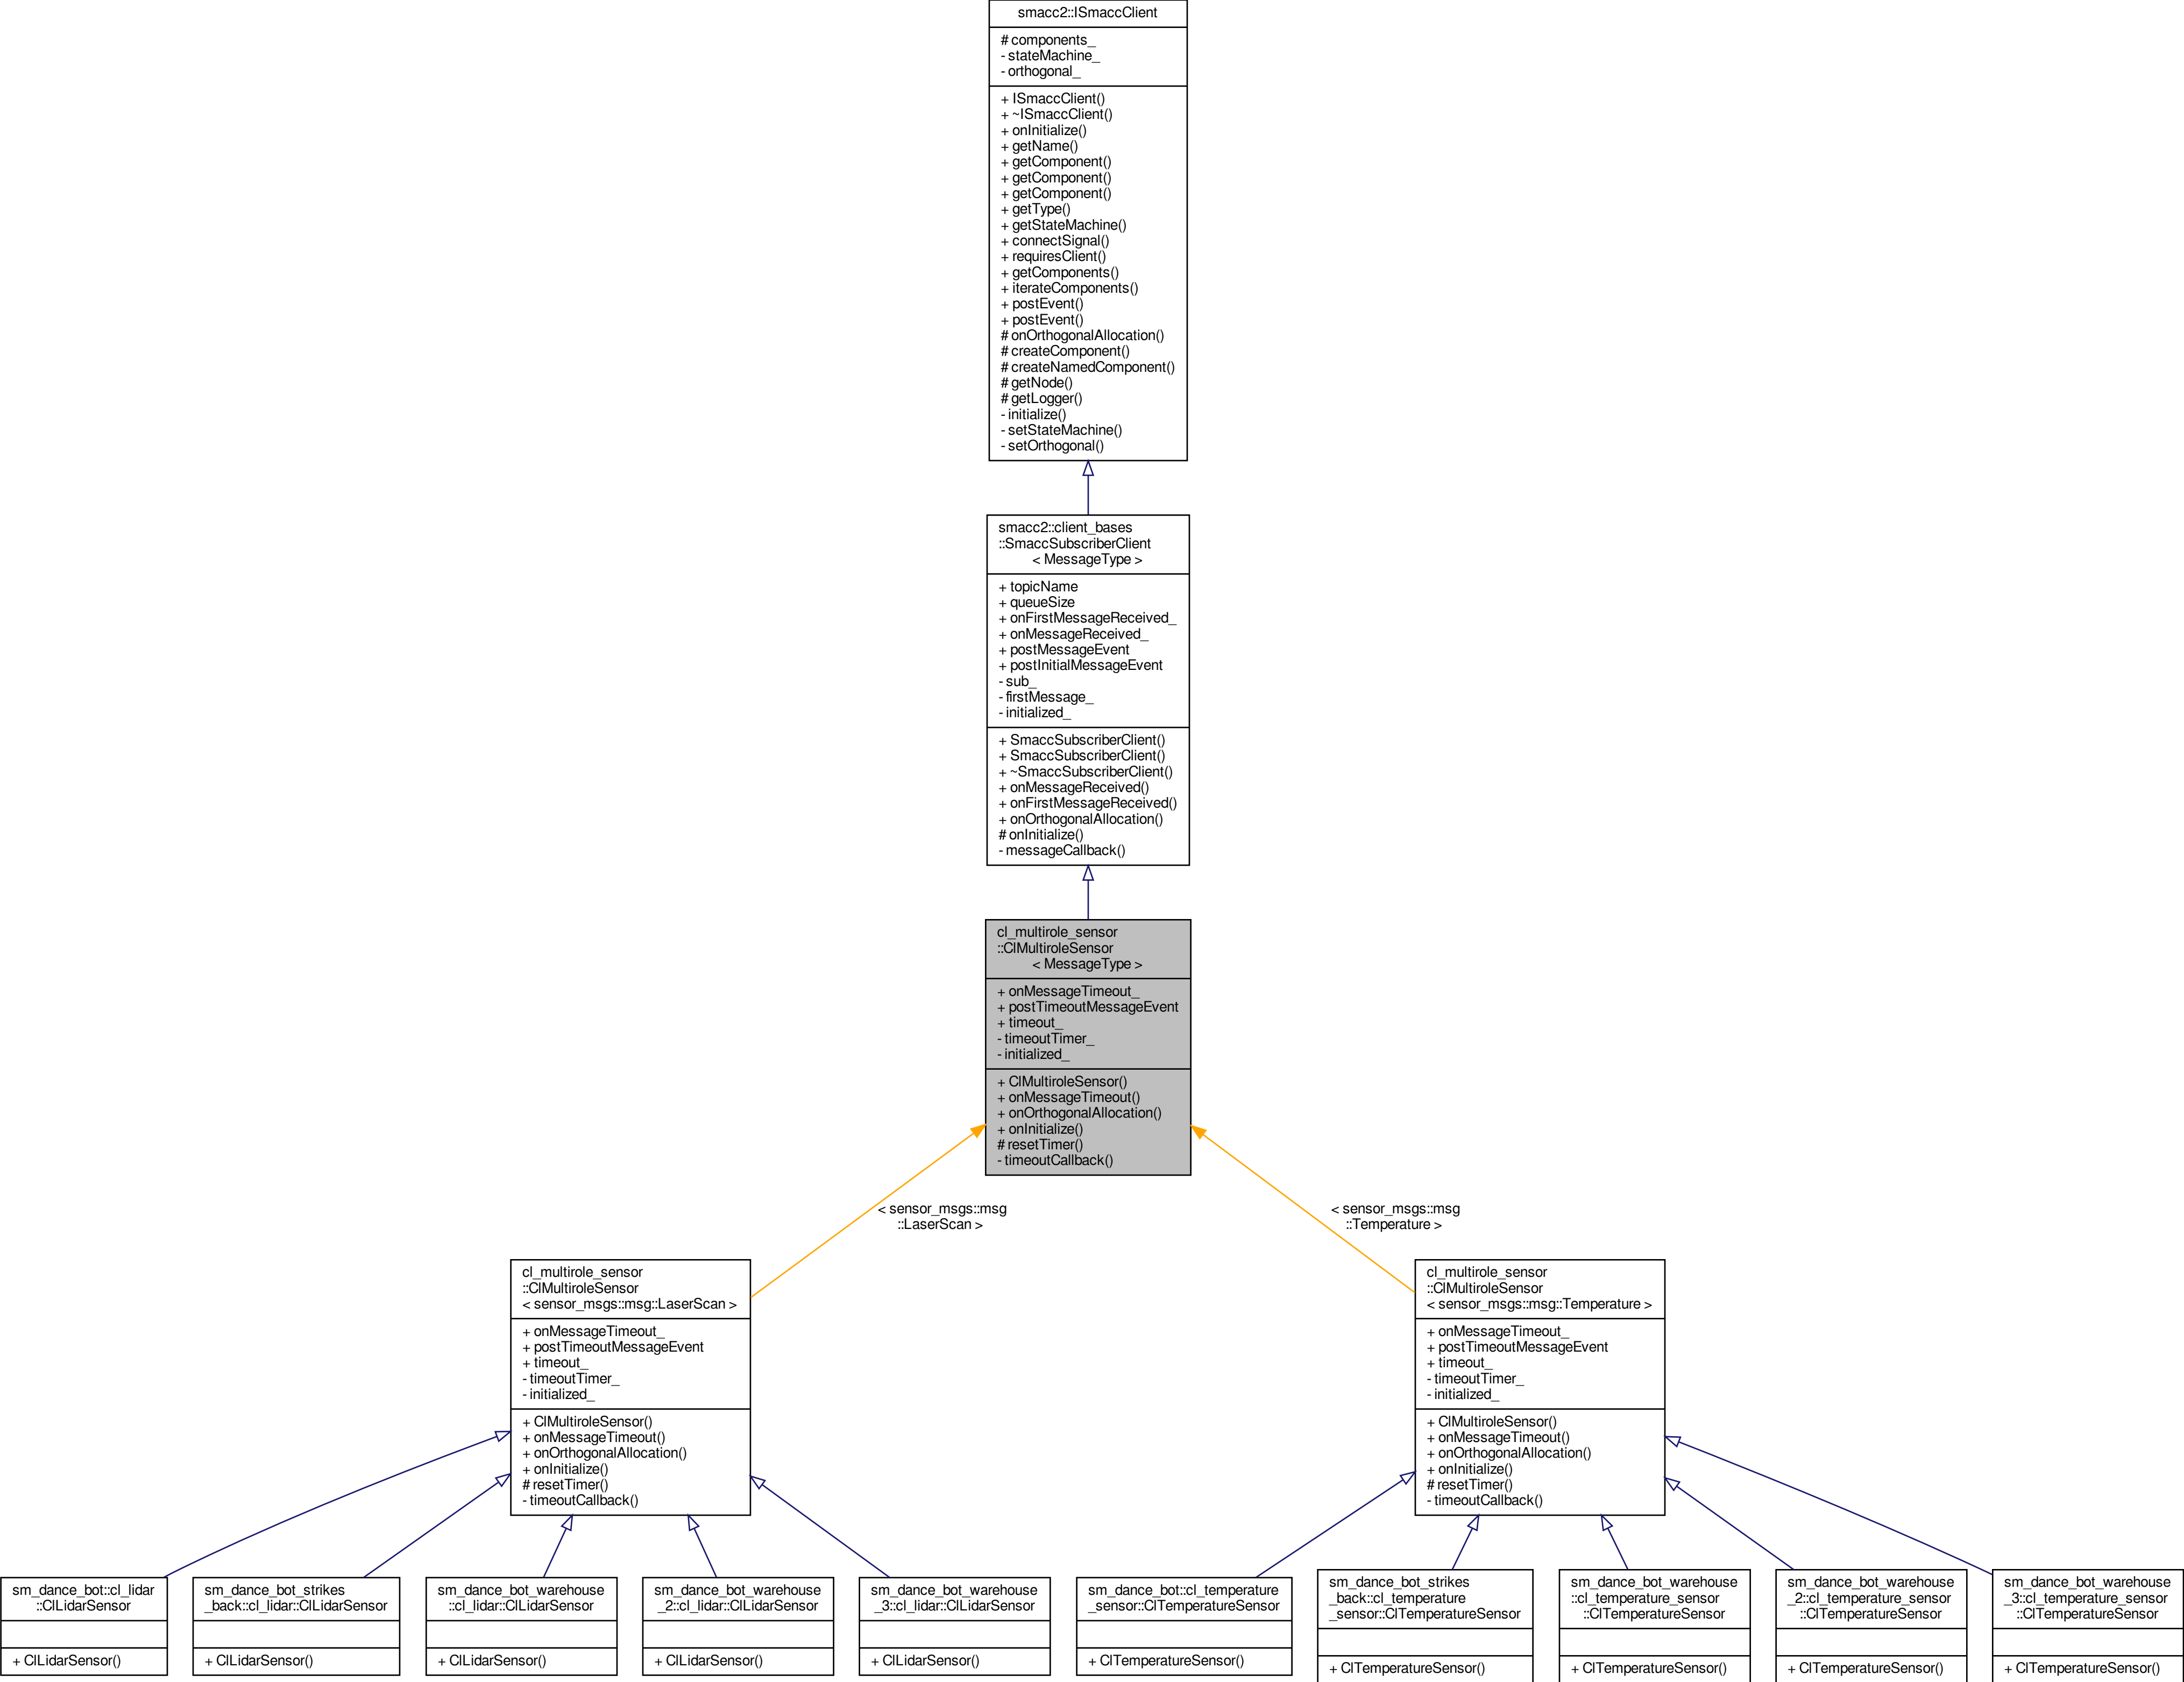 smacc2::ISmaccClient
# components_
- stateMachine_
- orthogonal_
+ ISmaccClient()
+ ~ISmaccClient()
+ onInitialize()
+ getName()
+ getComponent()
+ getComponent()
+ getComponent()
+ getType()
+ getStateMachine()
+ connectSignal()
+ requiresClient()
+ getComponents()
+ iterateComponents()
+ postEvent()
+ postEvent()
# onOrthogonalAllocation()
# createComponent()
# createNamedComponent()
# getNode()
# getLogger()
- initialize()
- setStateMachine()
- setOrthogonal()
smacc2::client_bases
::SmaccSubscriberClient
< MessageType >
+ topicName
+ queueSize
+ onFirstMessageReceived_
+ onMessageReceived_
+ postMessageEvent
+ postInitialMessageEvent
- sub_
- firstMessage_
- initialized_
+ SmaccSubscriberClient()
+ SmaccSubscriberClient()
+ ~SmaccSubscriberClient()
+ onMessageReceived()
+ onFirstMessageReceived()
+ onOrthogonalAllocation()
# onInitialize()
- messageCallback()
cl_multirole_sensor
::ClMultiroleSensor
< MessageType >
+ onMessageTimeout_
+ postTimeoutMessageEvent
+ timeout_
- timeoutTimer_
- initialized_
+ ClMultiroleSensor()
+ onMessageTimeout()
+ onOrthogonalAllocation()
+ onInitialize()
# resetTimer()
- timeoutCallback()
< sensor_msgs::msg
::LaserScan >
< sensor_msgs::msg
::Temperature >
cl_multirole_sensor
::ClMultiroleSensor
< sensor_msgs::msg::LaserScan >
+ onMessageTimeout_
+ postTimeoutMessageEvent
+ timeout_
- timeoutTimer_
- initialized_
+ ClMultiroleSensor()
+ onMessageTimeout()
+ onOrthogonalAllocation()
+ onInitialize()
# resetTimer()
- timeoutCallback()
cl_multirole_sensor
::ClMultiroleSensor
< sensor_msgs::msg::Temperature >
+ onMessageTimeout_
+ postTimeoutMessageEvent
+ timeout_
- timeoutTimer_
- initialized_
+ ClMultiroleSensor()
+ onMessageTimeout()
+ onOrthogonalAllocation()
+ onInitialize()
# resetTimer()
- timeoutCallback()
sm_dance_bot::cl_lidar
::ClLidarSensor
+ ClLidarSensor()
sm_dance_bot_strikes
_back::cl_lidar::ClLidarSensor
+ ClLidarSensor()
sm_dance_bot_warehouse
::cl_lidar::ClLidarSensor
+ ClLidarSensor()
sm_dance_bot_warehouse
_2::cl_lidar::ClLidarSensor
+ ClLidarSensor()
sm_dance_bot_warehouse
_3::cl_lidar::ClLidarSensor
+ ClLidarSensor()
sm_dance_bot::cl_temperature
_sensor::ClTemperatureSensor
+ ClTemperatureSensor()
sm_dance_bot_strikes
_back::cl_temperature
_sensor::ClTemperatureSensor
+ ClTemperatureSensor()
sm_dance_bot_warehouse
::cl_temperature_sensor
::ClTemperatureSensor
+ ClTemperatureSensor()
sm_dance_bot_warehouse
_2::cl_temperature_sensor
::ClTemperatureSensor
+ ClTemperatureSensor()
sm_dance_bot_warehouse
_3::cl_temperature_sensor
::ClTemperatureSensor
+ ClTemperatureSensor()